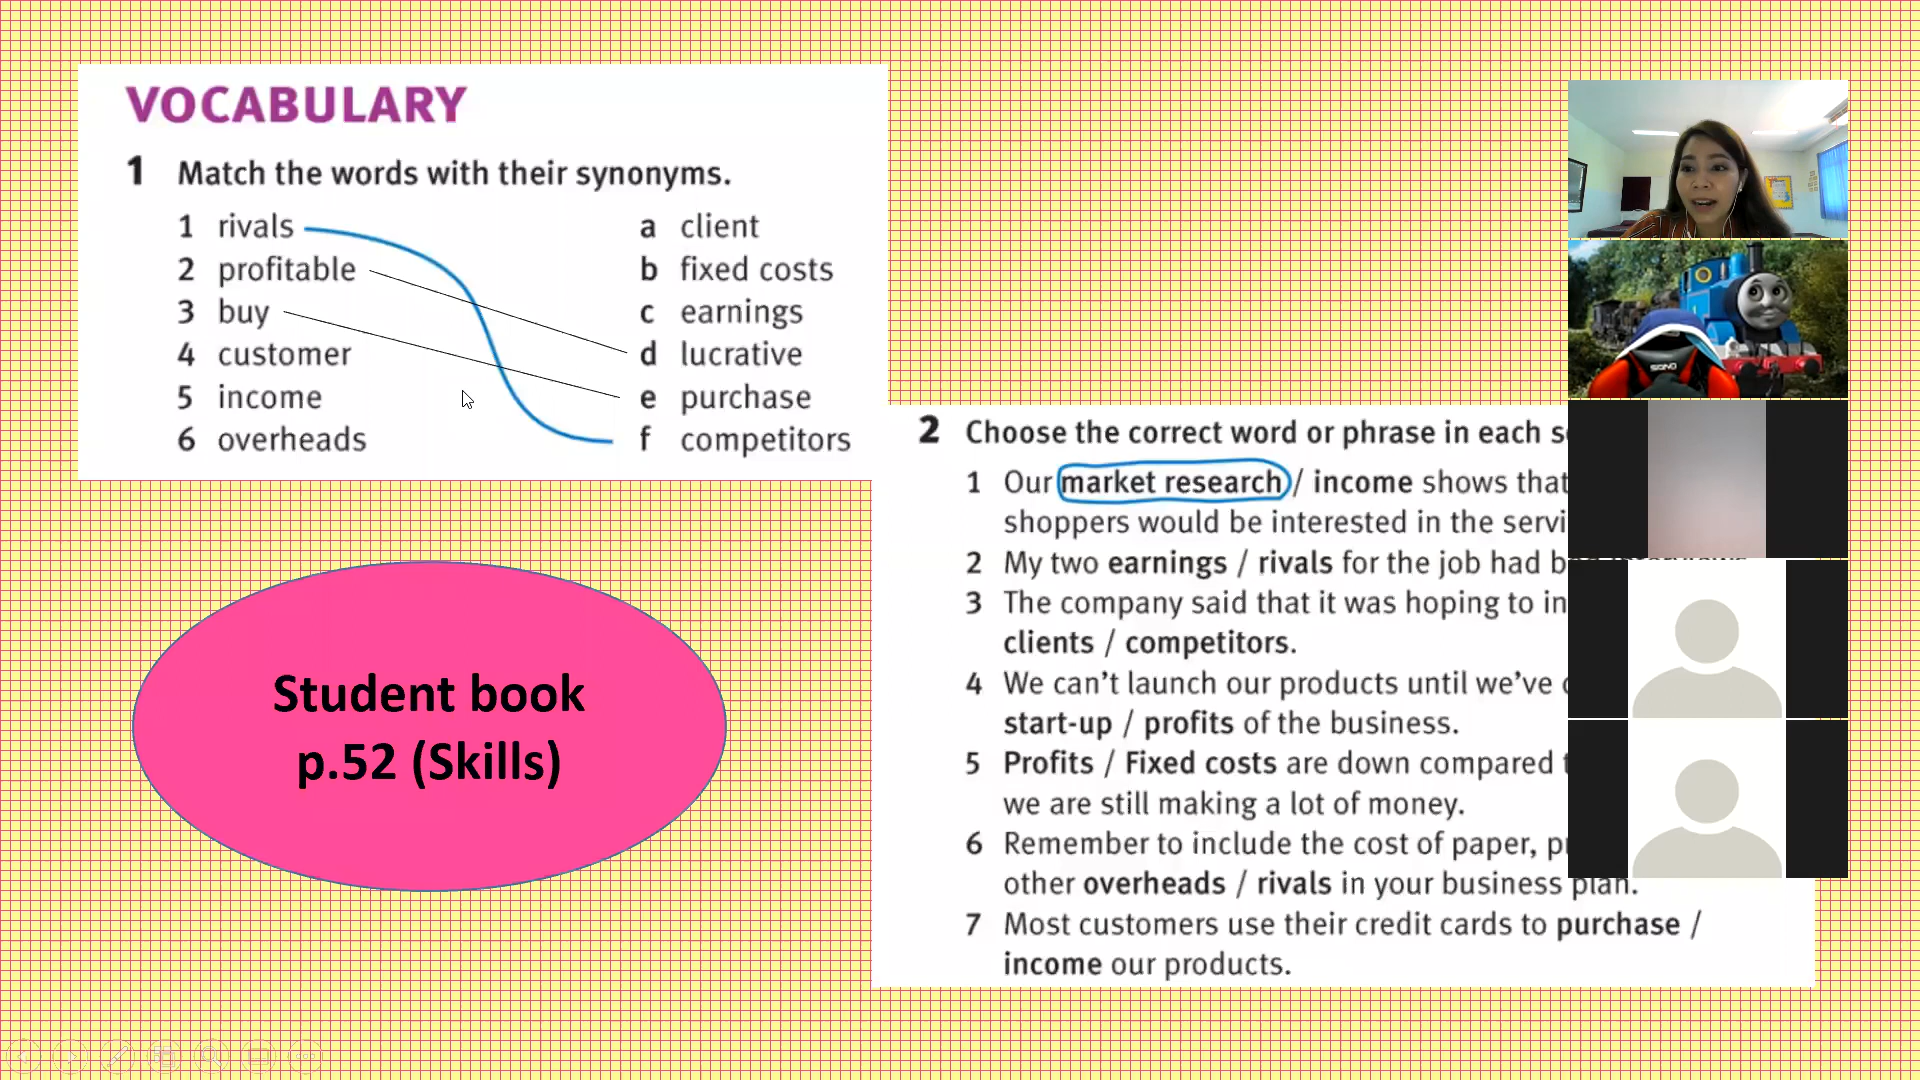 VOCABULARY
1 Match the words with their synonyms.
1 rivals
2 profitable
3 buy
4 customer
5 income
6 overheads
a client
b fixed costs
c earnings
d lucrative
e purchase
f competitors
Student book
p.52 (Skills)
2 Choose the correct word or phrase in each
1 Our market research / income shows that
shoppers would be interested in the
2 My two earnings / rivals for the job had
3 The company said that it was hoping to
clients / competitors.
4 We can't launch our products until we've
start-up / profits of the business.
5 Profits / Fixed costs are down compared
we are still making a lot of money.
6 Remember to include the cost of paper,
other overheads / rivals in your business plan.
7 Most customers use their credit cards to purchase /
income our products.